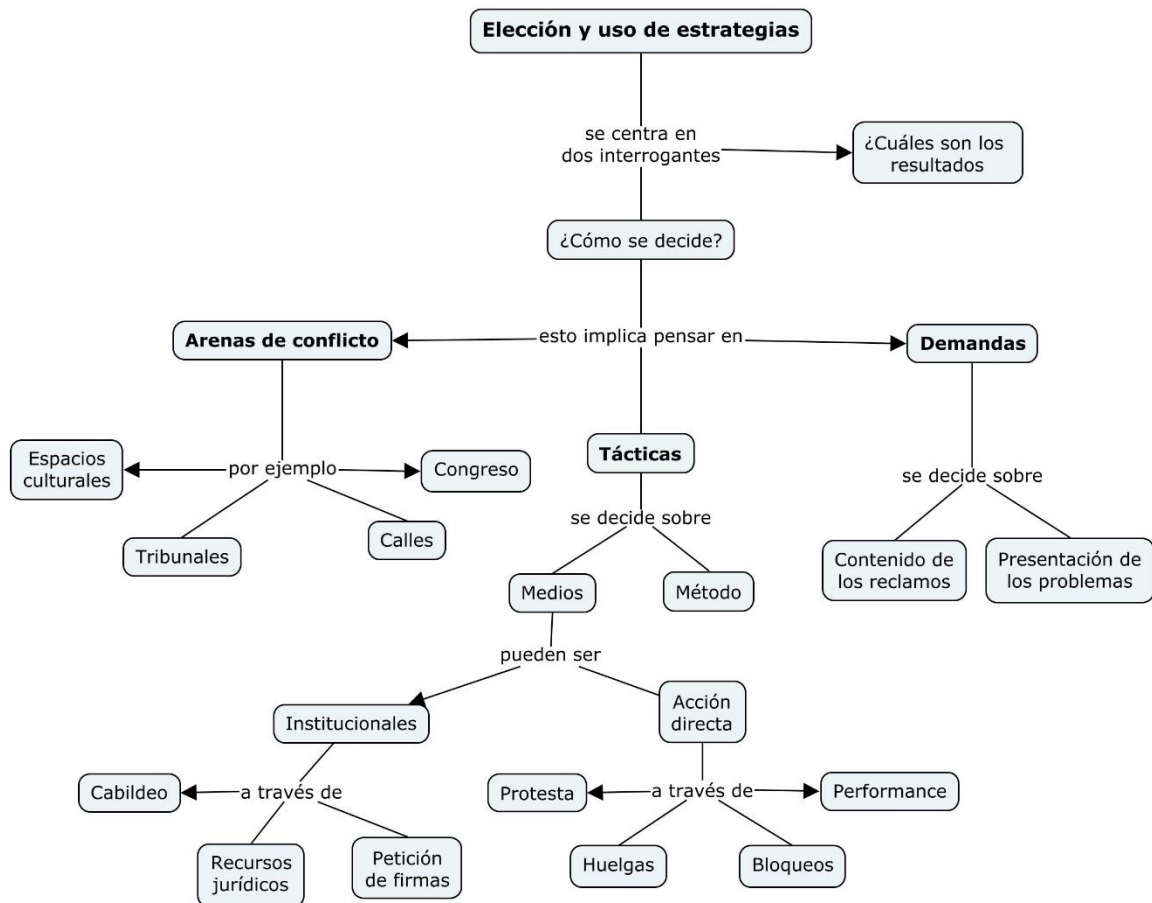 Elección y uso de estrategias
se centra en
dos interrogantes
¿Cuáles son los
resultados
¿Cómo se decide?
Arenas de conflicto
esto implica pensar en
Demandas
Espacios
culturales
por ejemplo
Congreso
Tribunales
Calles
Tácticas
se decide sobre
Medios
Método
se decide sobre
Contenido de
los reclamos
Presentación de
los problemas
pueden ser
Institucionales
Acción
directa
Cabildeo
a través de
Recursos
jurídicos
Petición
de firmas
Protesta
a través de
Performance
Huelgas
Bloqueos